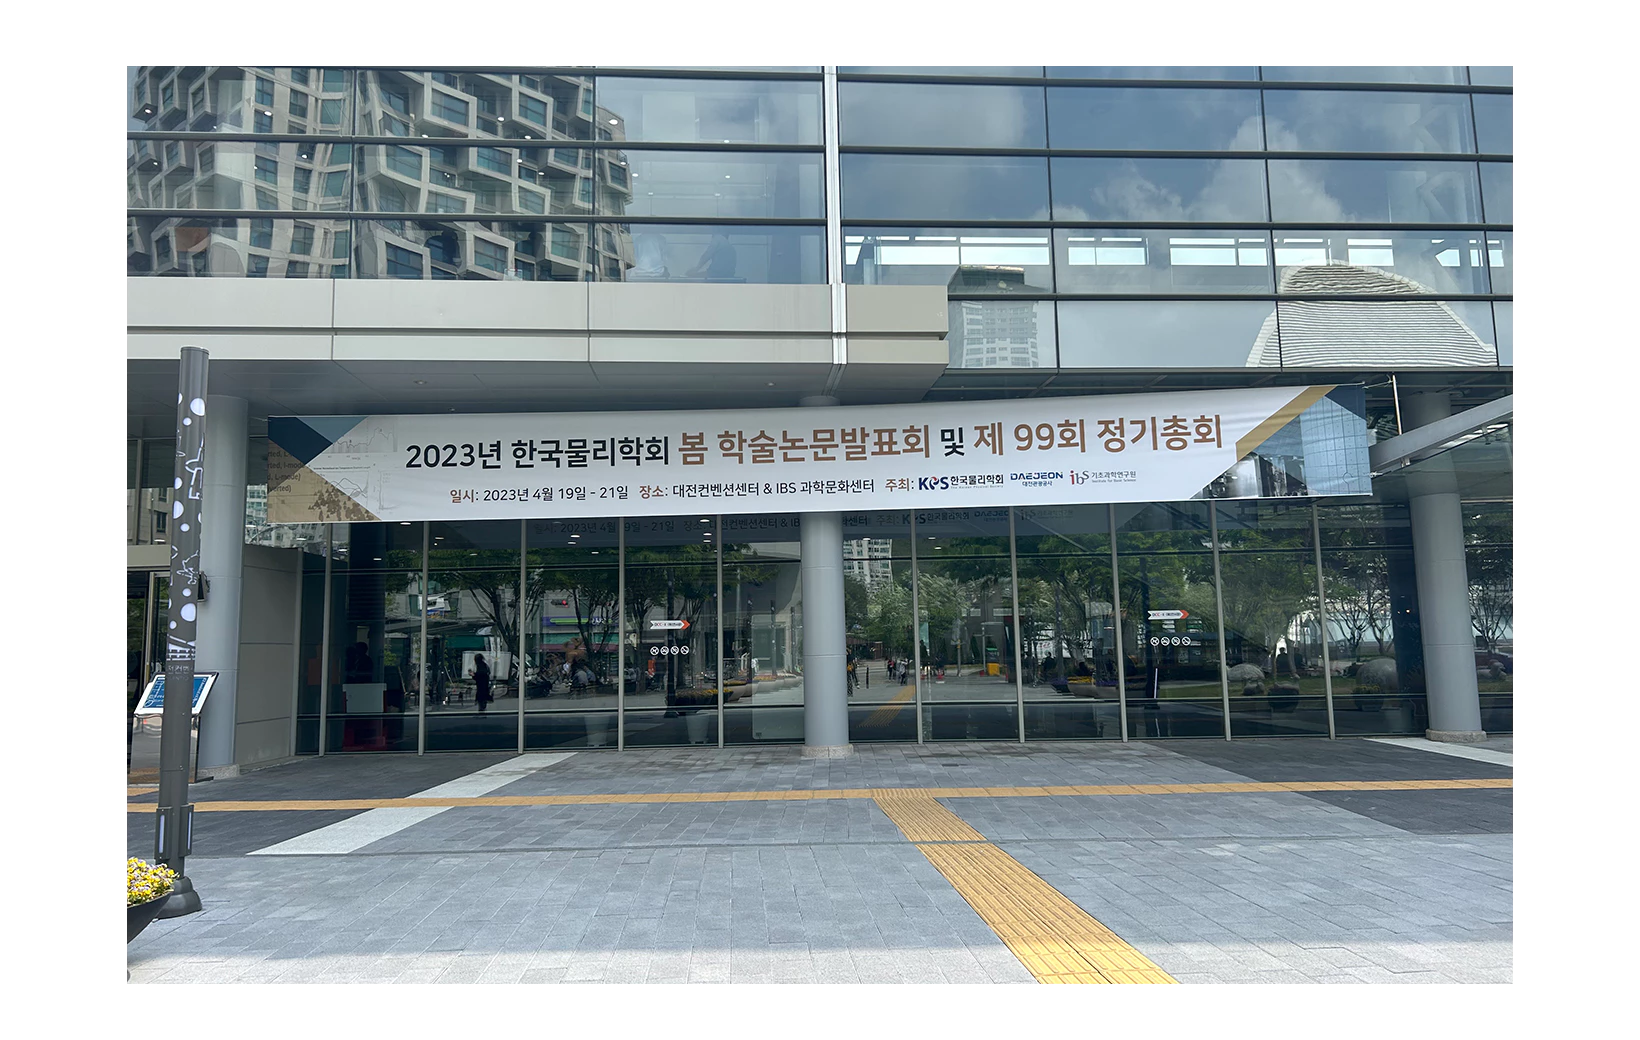 2023년 한국물리학회 봄 학술논문발표회 및 제 99회 정기총회
일시: 2023년 4월 19일 - 21일 장소: 대전컨벤션센터 & IBS 과학문화센터 주최: KPS 한국물리학회 DAEJEON 대전관광공사 ibs 기초과학연구원 Institute for Basic Science